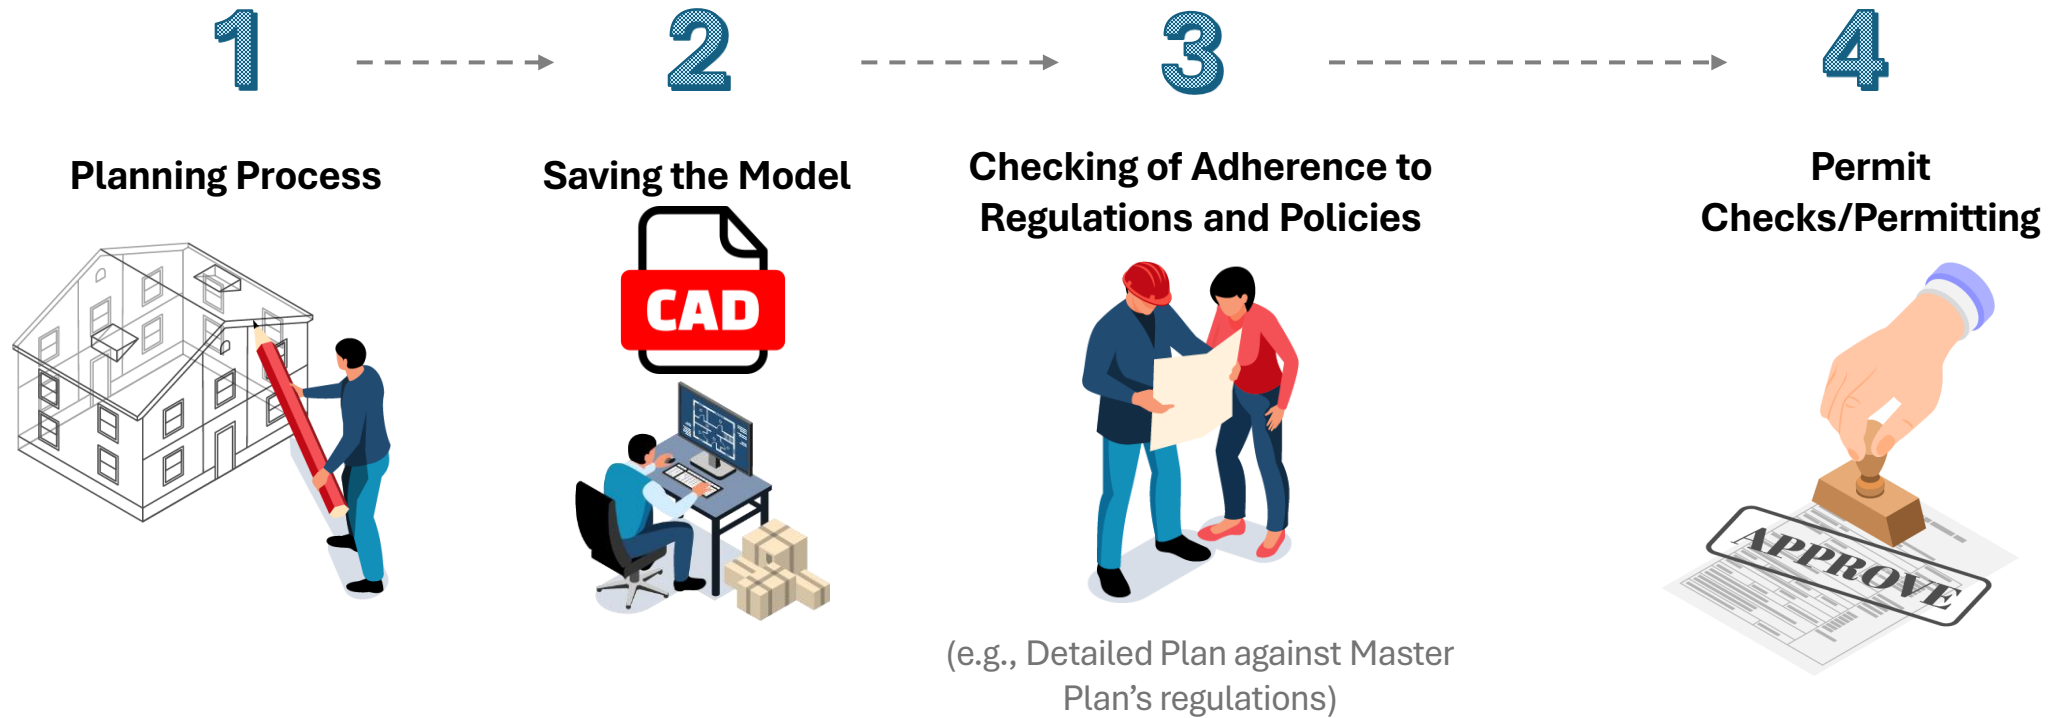 1
2
3
4
Planning Process
Saving the Model
Checking of Adherence to
Regulations and Policies
Permit
Checks/Permitting
CAD
APPROVE
(e.g., Detailed Plan against Master
Plan’s regulations)